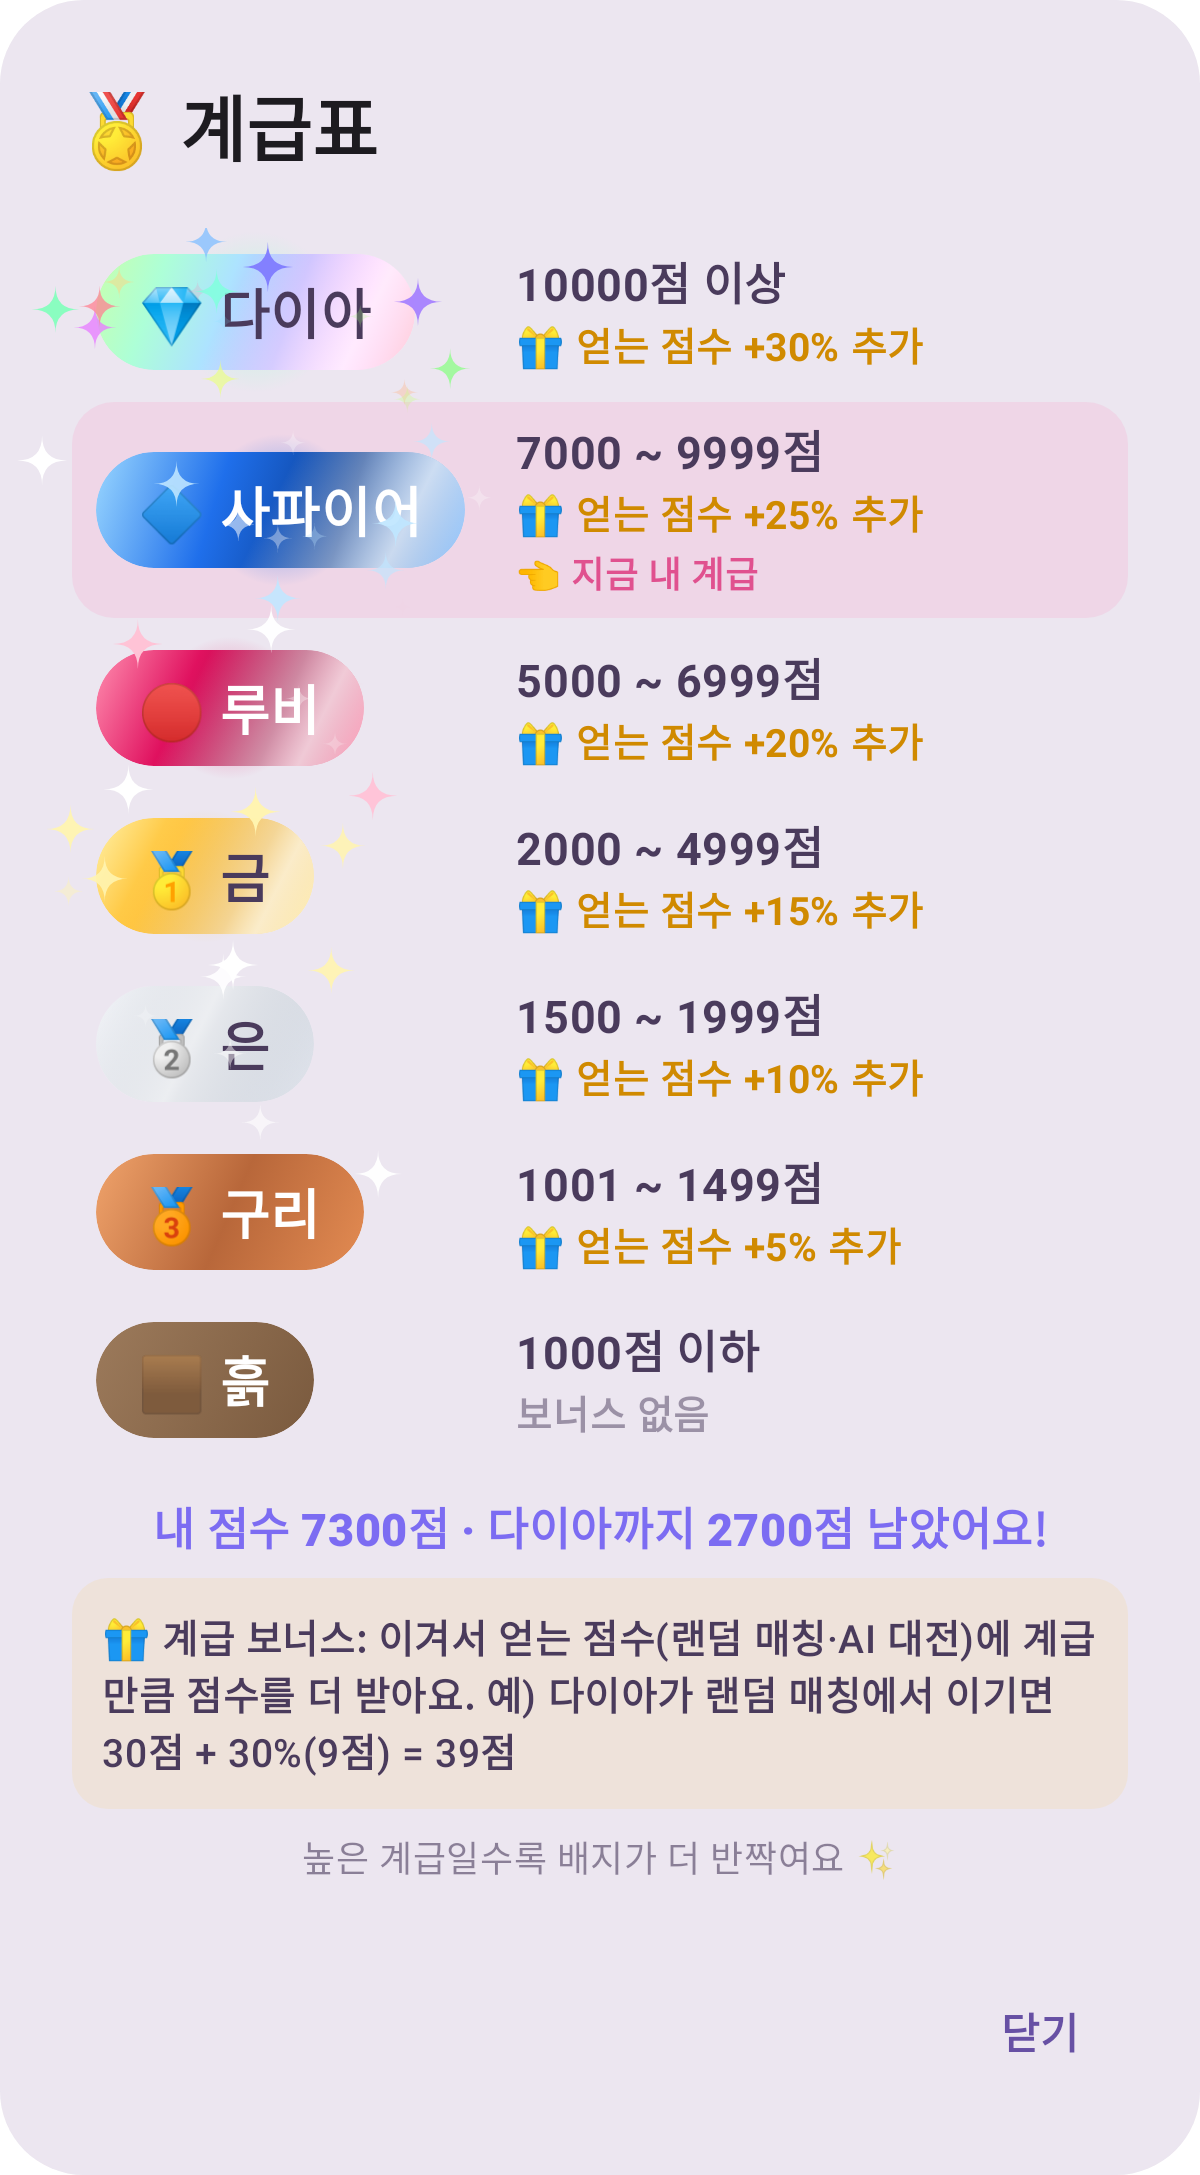 🏅 계급표
💎 다이아
10000점 이상
🎁 얻는 점수 +30% 추가
🔷 사파이어
7000 ~ 9999점
🎁 얻는 점수 +25% 추가
👈 지금 내 계급
🔴 루비
5000 ~ 6999점
🎁 얻는 점수 +20% 추가
🥇 금
2000 ~ 4999점
🎁 얻는 점수 +15% 추가
🥈 은
1500 ~ 1999점
🎁 얻는 점수 +10% 추가
🥉 구리
1001 ~ 1499점
🎁 얻는 점수 +5% 추가
🟫 흙
1000점 이하
보너스 없음
내 점수 7300점 · 다이아까지 2700점 남았어요!
🎁 계급 보너스: 이겨서 얻는 점수(랜덤 매칭·AI 대전)에 계급
만큼 점수를 더 받아요. 예) 다이아가 랜덤 매칭에서 이기면
30점 + 30%(9점) = 39점
높은 계급일수록 배지가 더 반짝여요 ✨
닫기